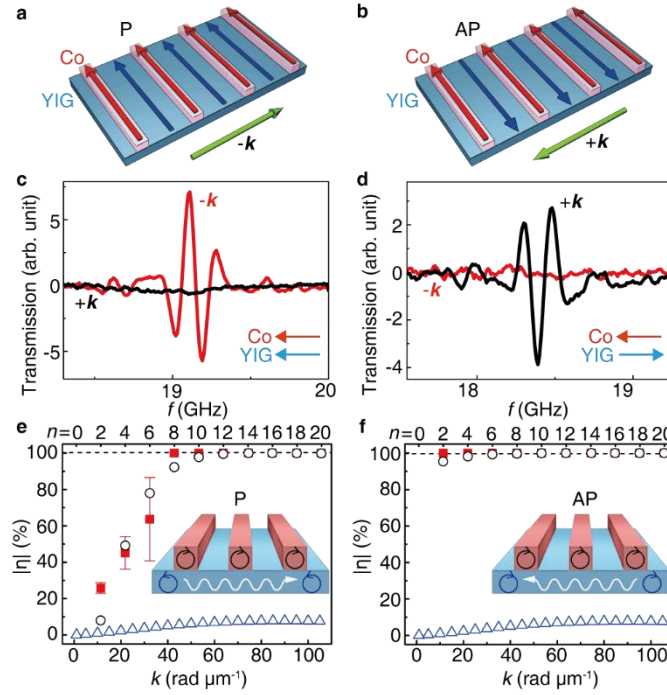 a
P
Co
YIG
-k
b
AP
Co
YIG
+k
c
Transmission (arb. unit)
5
0
-5
-k
+k
Co
YIG
19
20
f (GHz)
d
Transmission (arb. unit)
2
0
-2
-4
+k
-k
Co
YIG
18
19
f (GHz)
e
n= 0 2 4 6 8 10 12 14 16 18 20
|η| (%)
100
80
60
40
20
0
P
0 20 40 60 80 100
k (rad μm⁻¹)
f
n= 0 2 4 6 8 10 12 14 16 18 20
|η| (%)
100
80
60
40
20
0
AP
0 20 40 60 80 100
k (rad μm⁻¹)